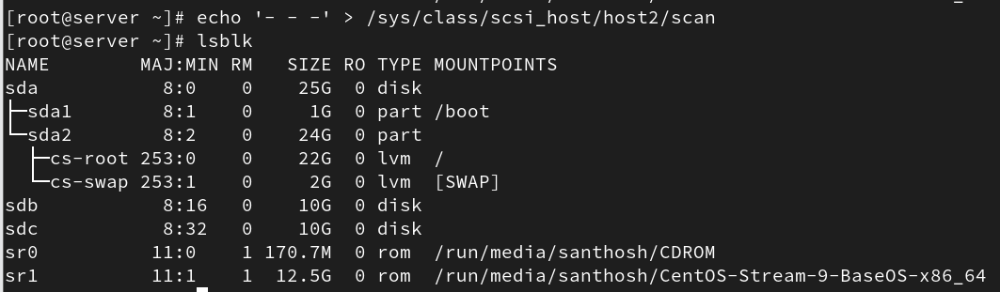 [root@server ~]# echo '- - -' > /sys/class/scsi_host/host2/scan
[root@server ~]# lsblk
NAME        MAJ:MIN RM   SIZE RO TYPE MOUNTPOINTS
sda           8:0    0    25G  0 disk
├─sda1        8:1    0     1G  0 part /boot
└─sda2        8:2    0    24G  0 part
  ├─cs-root 253:0    0    22G  0 lvm  /
  └─cs-swap 253:1    0     2G  0 lvm  [SWAP]
sdb           8:16   0    10G  0 disk
sdc           8:32   0    10G  0 disk
sr0          11:0    1 170.7M  0 rom  /run/media/santhosh/CDROM
sr1          11:1    1  12.5G  0 rom  /run/media/santhosh/CentOS-Stream-9-BaseOS-x86_64